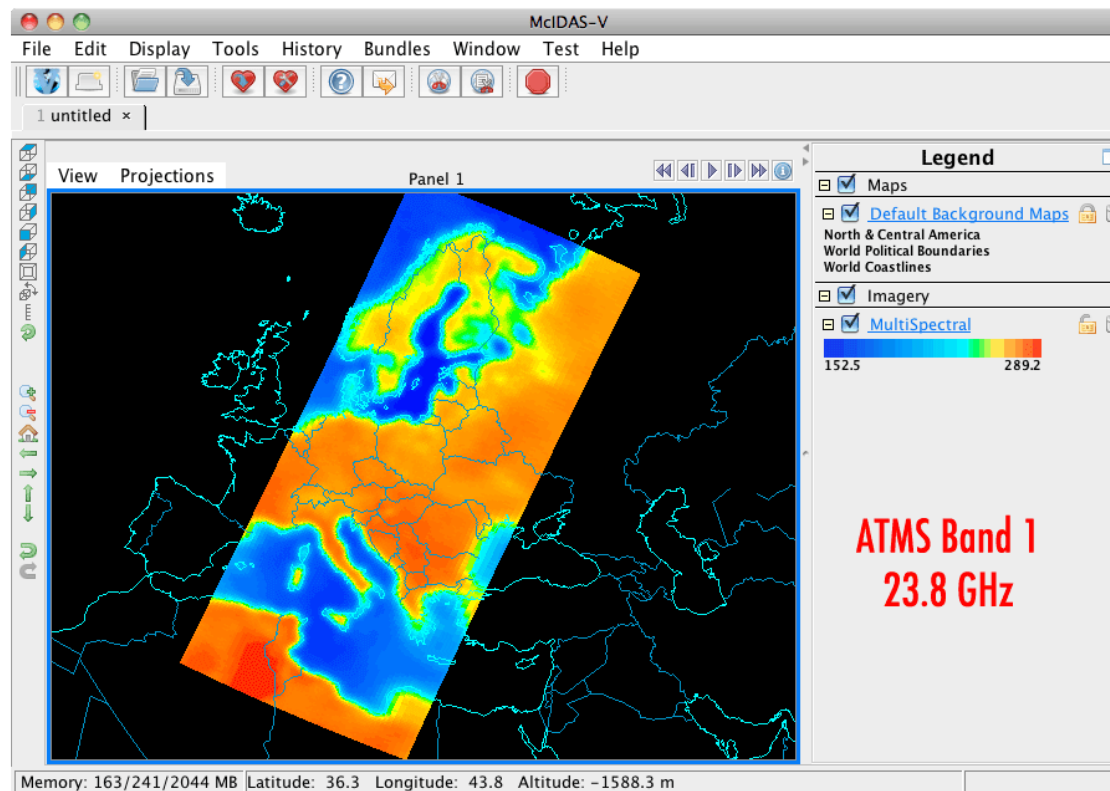 McIDAS-V
File Edit Display Tools History Bundles Window Test Help
1 untitled ×
View Projections
Panel 1
Legend
Maps
Default Background Maps
North & Central America
World Political Boundaries
World Coastlines
Imagery
MultiSpectral
152.5 289.2
ATMS Band 1
23.8 GHz
Memory: 163/241/2044 MB Latitude: 36.3 Longitude: 43.8 Altitude: -1588.3 m